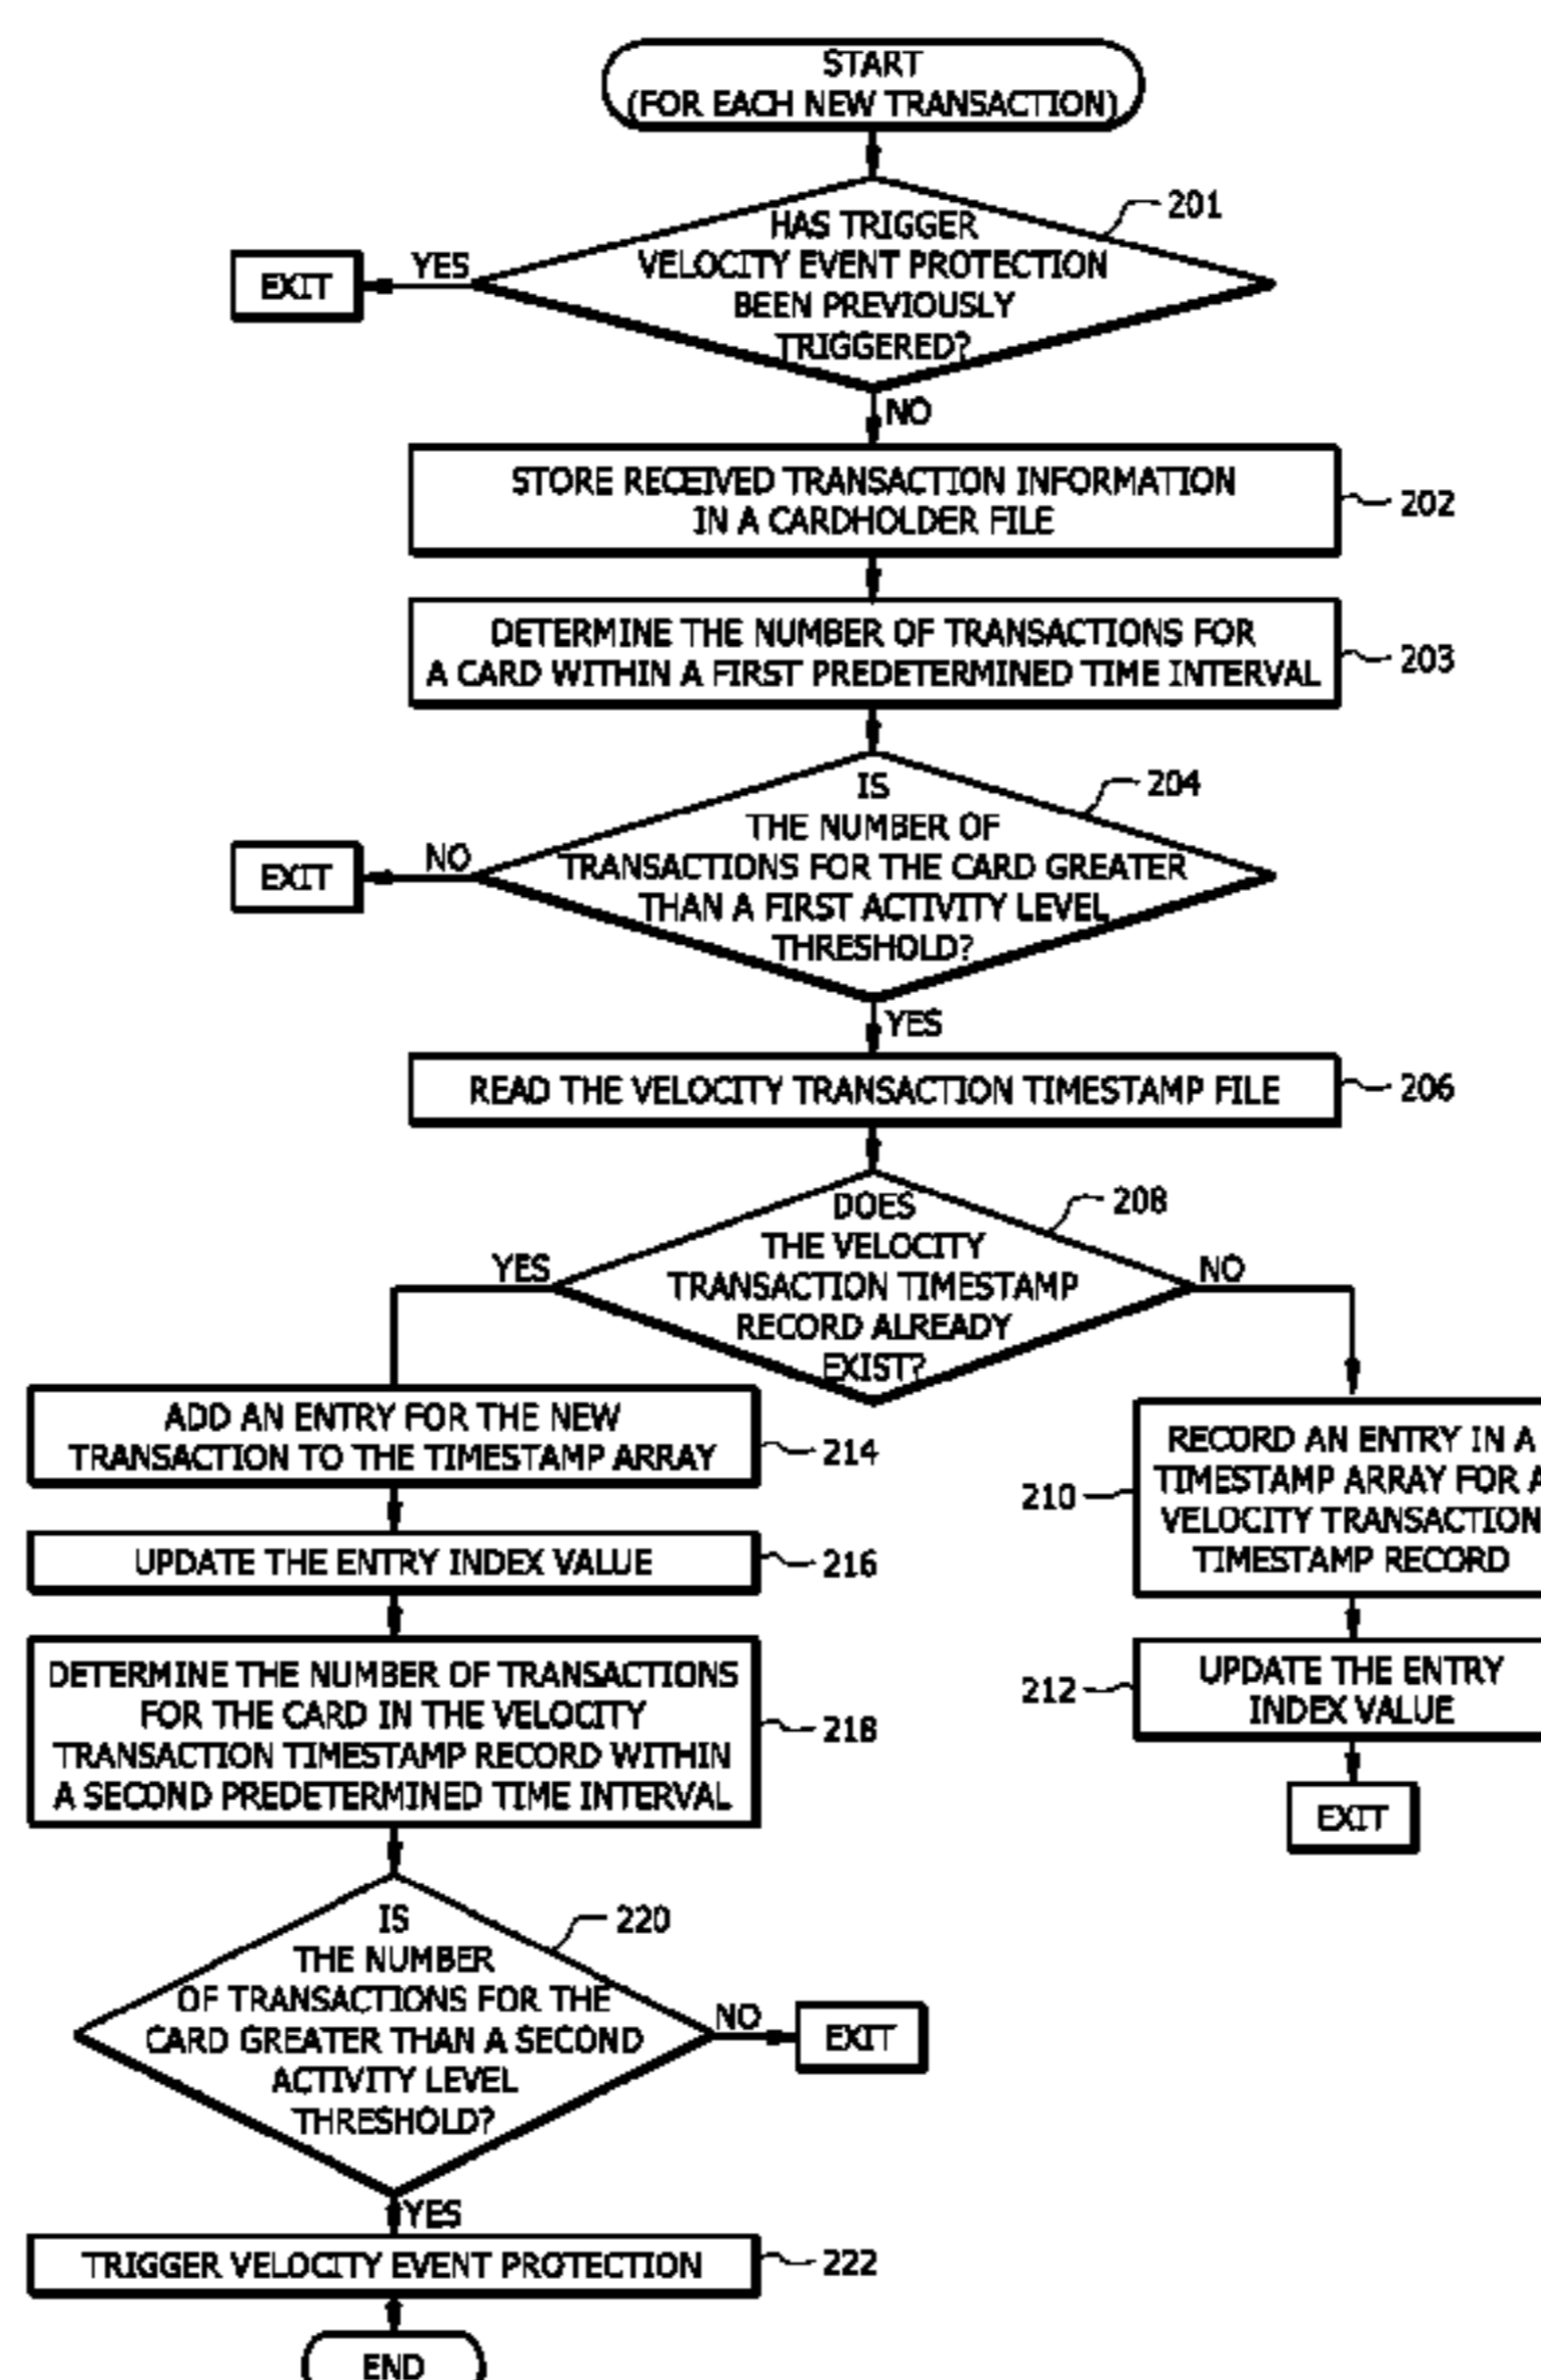 START
(FOR EACH NEW TRANSACTION)
201
HAS TRIGGER
VELOCITY EVENT PROTECTION
BEEN PREVIOUSLY
TRIGGERED?
YES
EXIT
NO
STORE RECEIVED TRANSACTION INFORMATION
IN A CARDHOLDER FILE
202
DETERMINE THE NUMBER OF TRANSACTIONS FOR
A CARD WITHIN A FIRST PREDETERMINED TIME INTERVAL
203
IS
THE NUMBER OF
TRANSACTIONS FOR THE CARD GREATER
THAN A FIRST ACTIVITY LEVEL
THRESHOLD?
204
NO
EXIT
YES
READ THE VELOCITY TRANSACTION TIMESTAMP FILE
206
DOES
THE VELOCITY
TRANSACTION TIMESTAMP
RECORD ALREADY
EXIST?
208
YES
NO
ADD AN ENTRY FOR THE NEW
TRANSACTION TO THE TIMESTAMP ARRAY
214
UPDATE THE ENTRY INDEX VALUE
216
DETERMINE THE NUMBER OF TRANSACTIONS
FOR THE CARD IN THE VELOCITY
TRANSACTION TIMESTAMP RECORD WITHIN
A SECOND PREDETERMINED TIME INTERVAL
218
RECORD AN ENTRY IN A
TIMESTAMP ARRAY FOR A
VELOCITY TRANSACTION
TIMESTAMP RECORD
210
UPDATE THE ENTRY
INDEX VALUE
212
EXIT
IS
THE NUMBER
OF TRANSACTIONS FOR THE
CARD GREATER THAN A SECOND
ACTIVITY LEVEL
THRESHOLD?
220
NO
EXIT
YES
TRIGGER VELOCITY EVENT PROTECTION
222
END